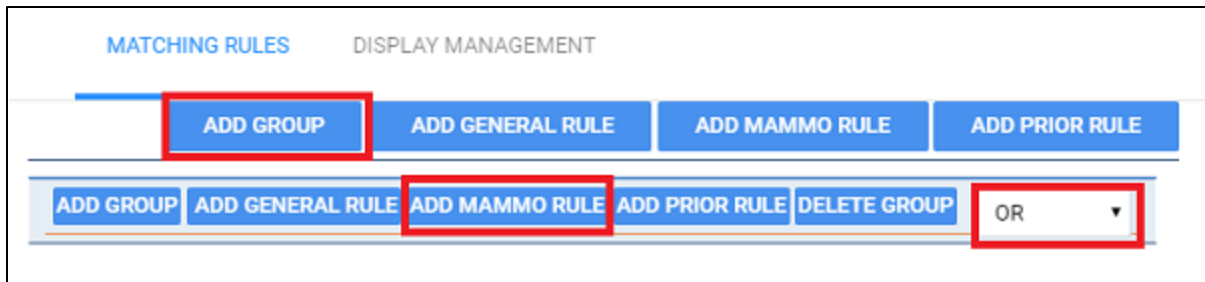 MATCHING RULES DISPLAY MANAGEMENT
ADD GROUP ADD GENERAL RULE ADD MAMMO RULE ADD PRIOR RULE
ADD GROUP ADD GENERAL RULE ADD MAMMO RULE ADD PRIOR RULE DELETE GROUP OR